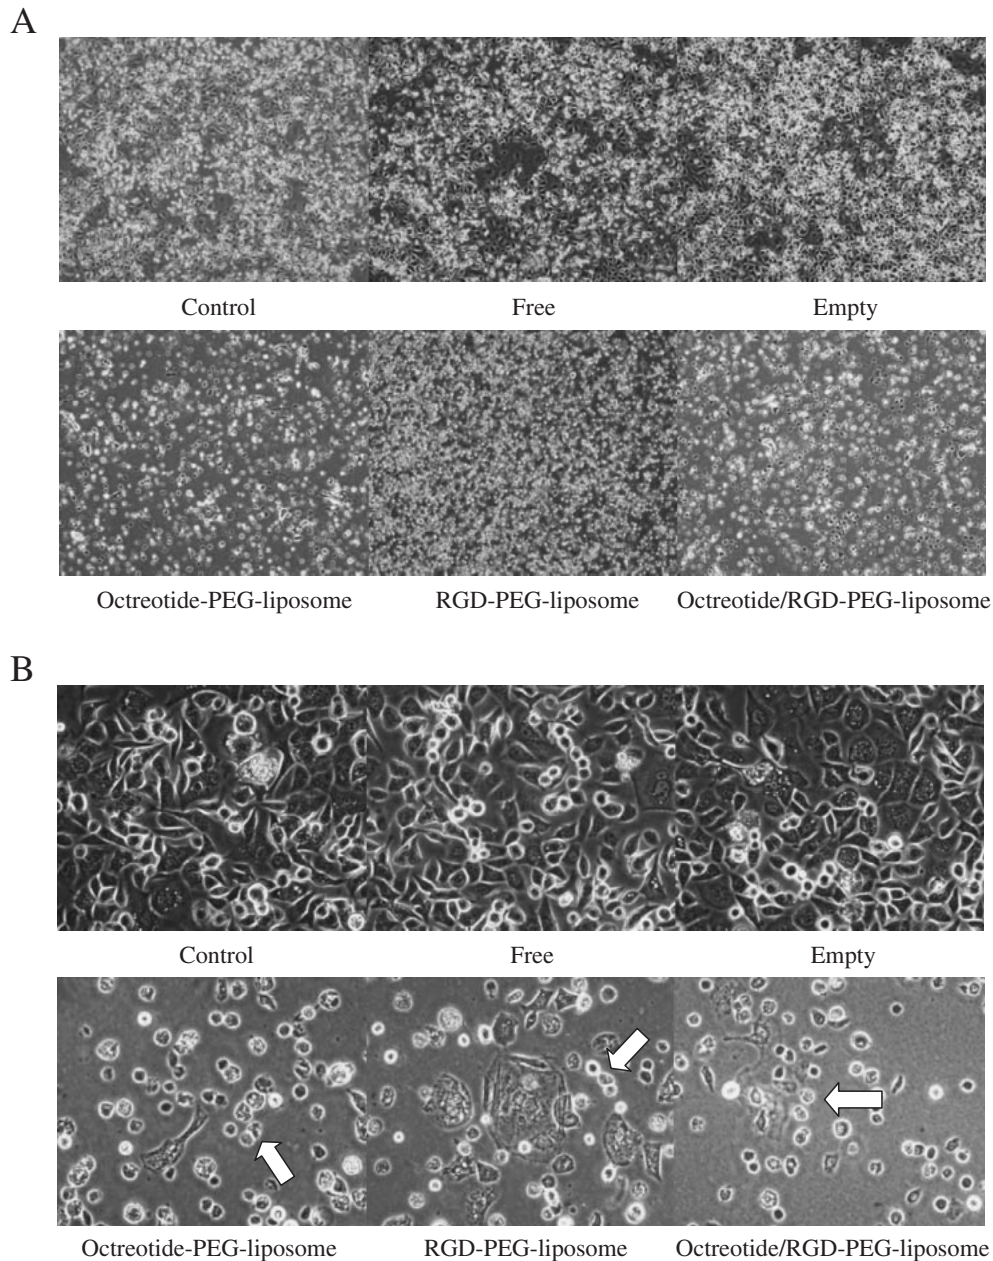 A
Control Free Empty
Octreotide-PEG-liposome RGD-PEG-liposome Octreotide/RGD-PEG-liposome
B
Control Free Empty
Octreotide-PEG-liposome RGD-PEG-liposome Octreotide/RGD-PEG-liposome